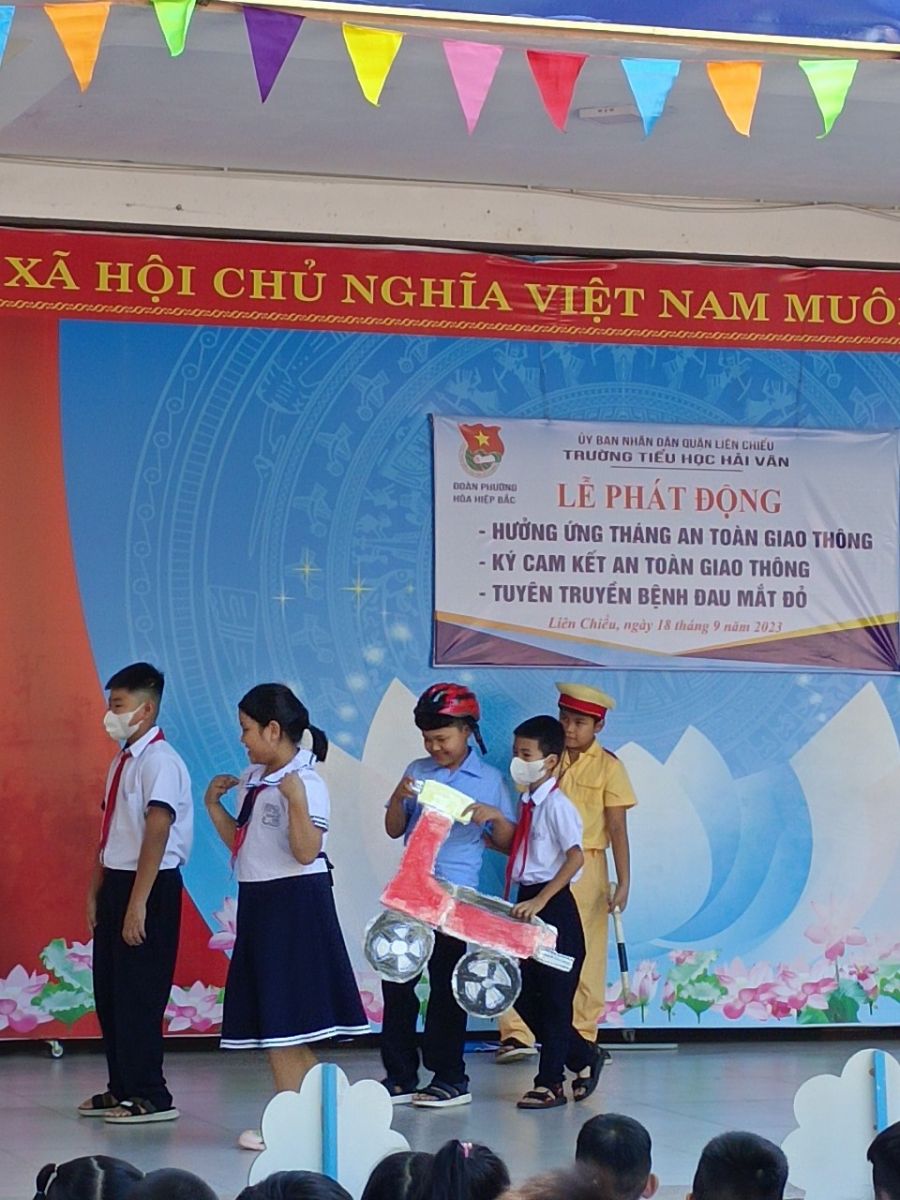 XÃ HỘI CHỦ NGHĨA VIỆT NAM MUÔ
ỦY BAN NHÂN DÂN QUẬN LIÊN CHIỂU
TRƯỜNG TIỂU HỌC HẢI VÂN
ĐOÀN PHƯỜNG
HÒA HIỆP BẮC
LỄ PHÁT ĐỘNG
- HƯỞNG ỨNG THÁNG AN TOÀN GIAO THÔNG
- KÝ CAM KẾT AN TOÀN GIAO THÔNG
- TUYÊN TRUYỀN BỆNH ĐAU MẮT ĐỎ
Liên Chiểu, ngày 18 tháng 9 năm 2023